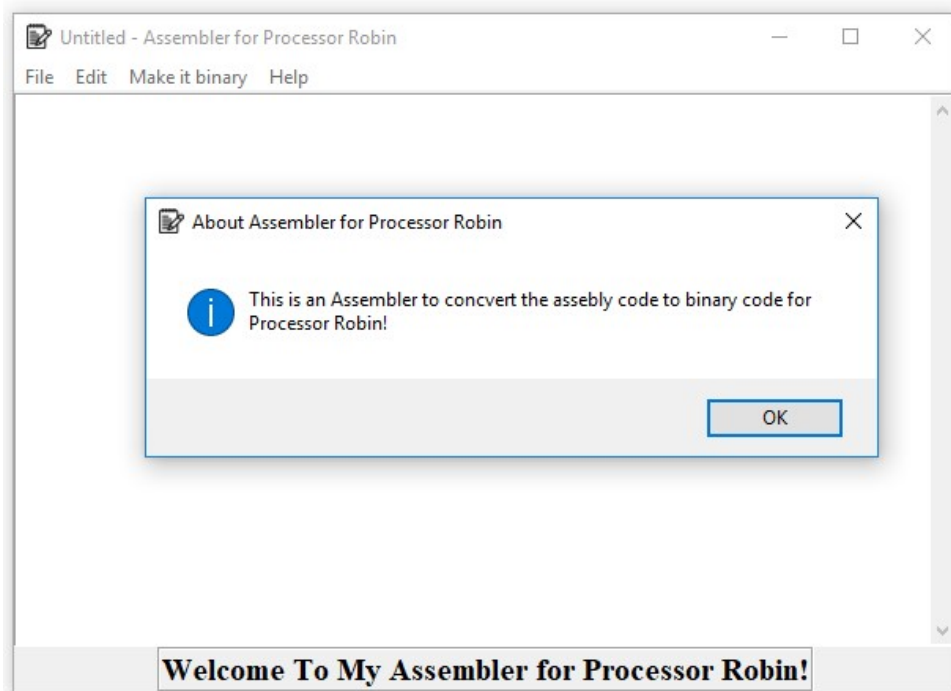 Untitled - Assembler for Processor Robin
File Edit Make it binary Help
About Assembler for Processor Robin
This is an Assembler to concvert the assebly code to binary code for
Processor Robin!
OK
Welcome To My Assembler for Processor Robin!